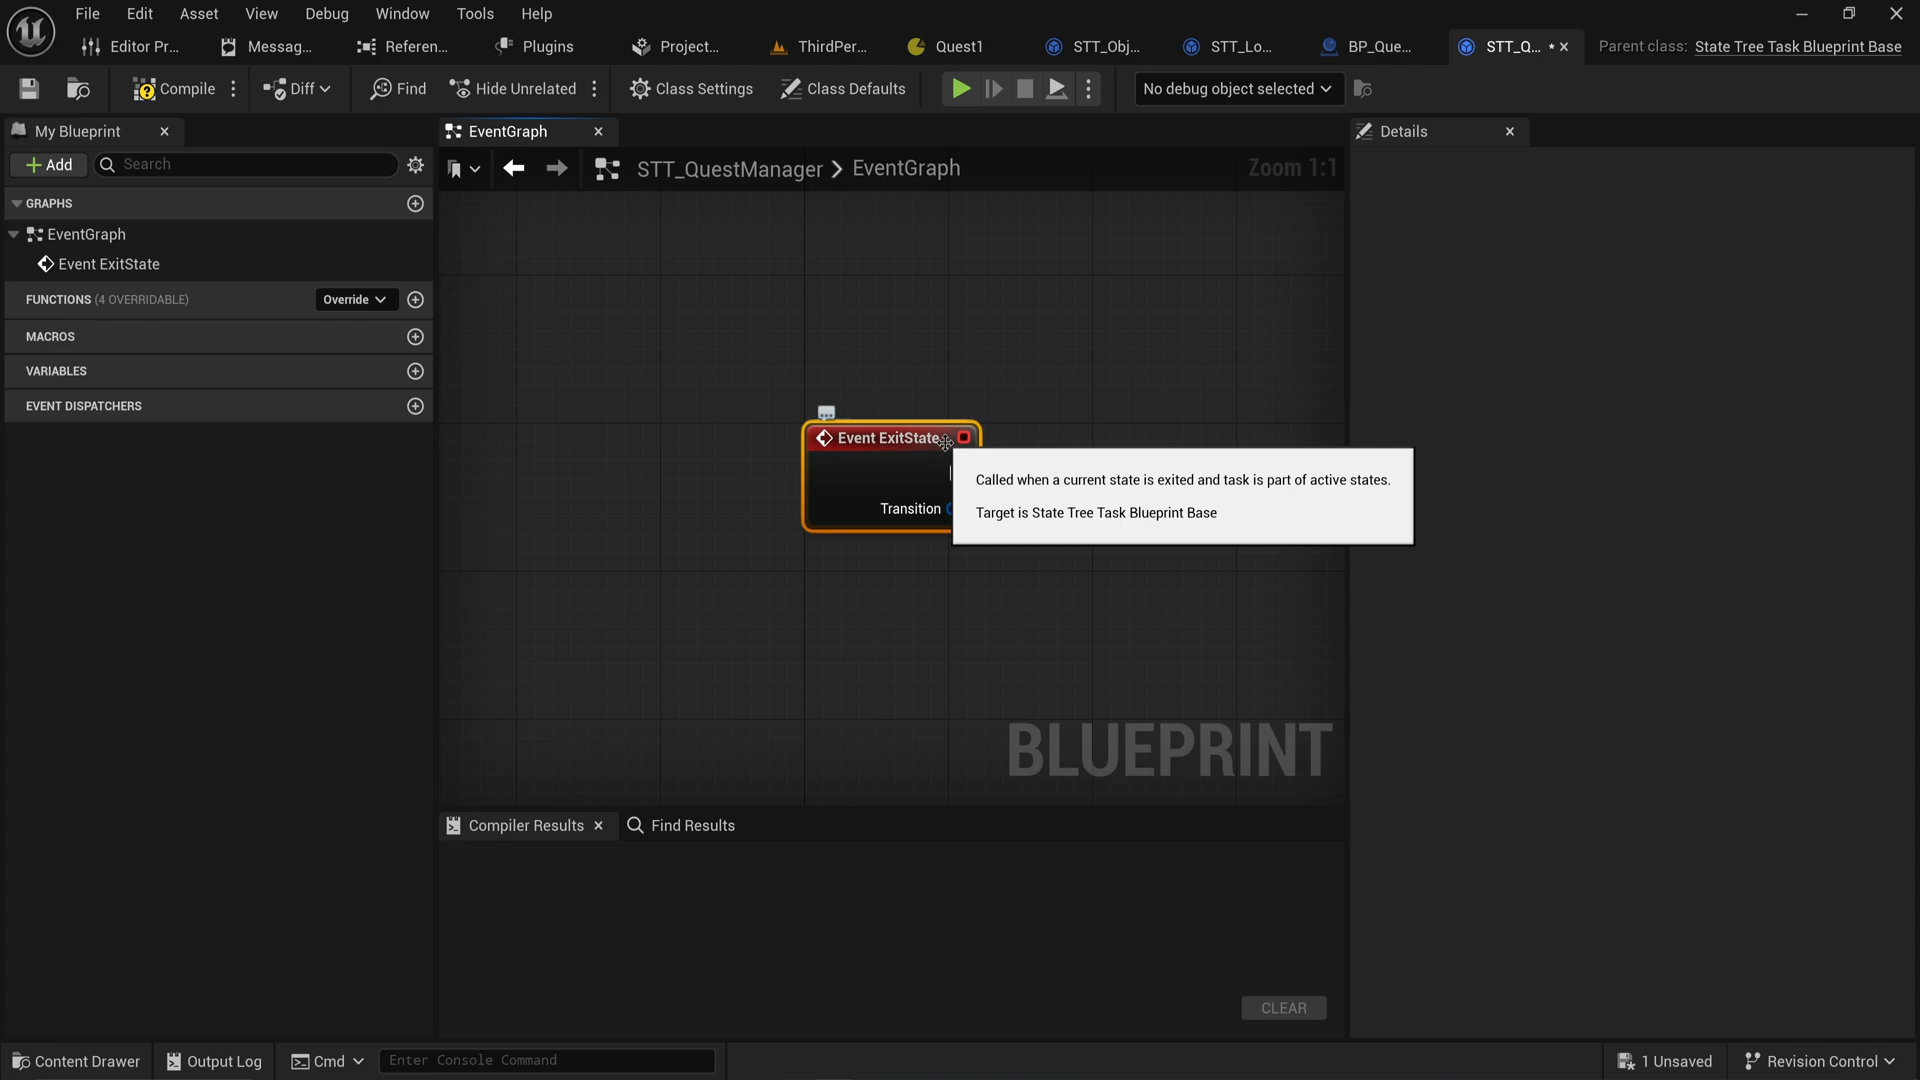 File Edit Asset View Debug Window Tools Help
Editor Pr... Messag... Referen... Plugins Project... ThirdPer... Quest1 STT_Obj... STT_Lo... BP_Que... STT_Q... * Parent class: State Tree Task Blueprint Base
Compile Diff Find Hide Unrelated Class Settings Class Defaults No debug object selected
My Blueprint EventGraph Details
Add Search STT_QuestManager > EventGraph Zoom 1:1
GRAPHS
EventGraph
Event ExitState
FUNCTIONS (4 OVERRIDABLE) Override
MACROS
VARIABLES
EVENT DISPATCHERS
Event ExitState
Called when a current state is exited and task is part of active states.
Transition
Target is State Tree Task Blueprint Base
BLUEPRINT
Compiler Results Find Results
CLEAR
Content Drawer Output Log Cmd Enter Console Command 1 Unsaved Revision Control